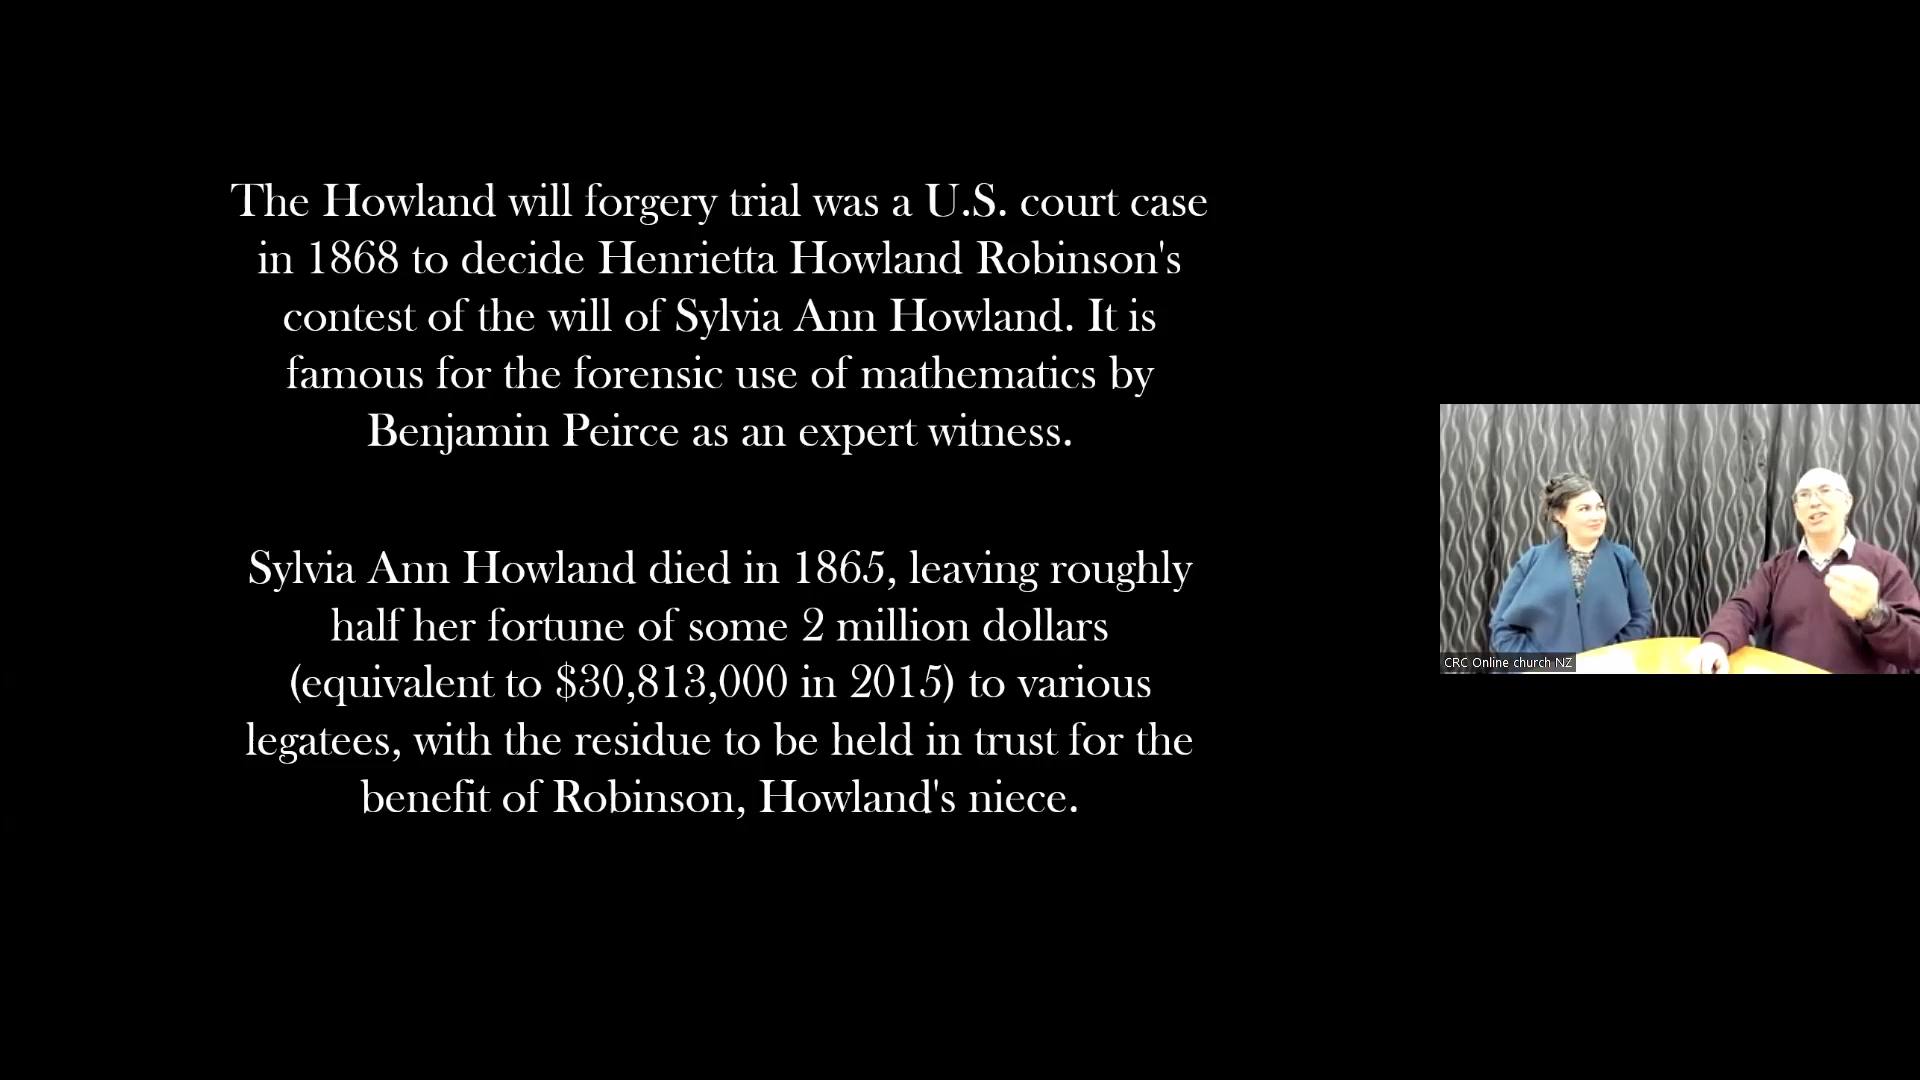 The Howland will forgery trial was a U.S. court case
in 1868 to decide Henrietta Howland Robinson's
contest of the will of Sylvia Ann Howland. It is
famous for the forensic use of mathematics by
Benjamin Peirce as an expert witness.
Sylvia Ann Howland died in 1865, leaving roughly
half her fortune of some 2 million dollars
(equivalent to $30,813,000 in 2015) to various
legatees, with the residue to be held in trust for the
benefit of Robinson, Howland's niece.
CRC Online church NZ